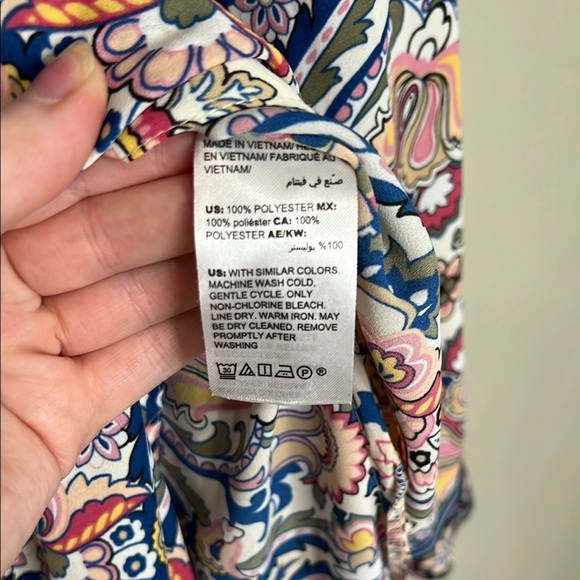 MADE IN VIETNAM/
EN VIETNAM/ FABRIQUÉ AU
VIETNAM/
صنع في فيتنام
US: 100% POLYESTER MX:
100% poliéster CA: 100%
POLYESTER AE/KW:
100% بوليستر
US: WITH SIMILAR COLORS.
MACHINE WASH COLD,
GENTLE CYCLE. ONLY
NON-CHLORINE BLEACH.
LINE DRY. WARM IRON. MAY
BE DRY CLEANED. REMOVE
PROMPTLY AFTER
WASHING
30 P ®